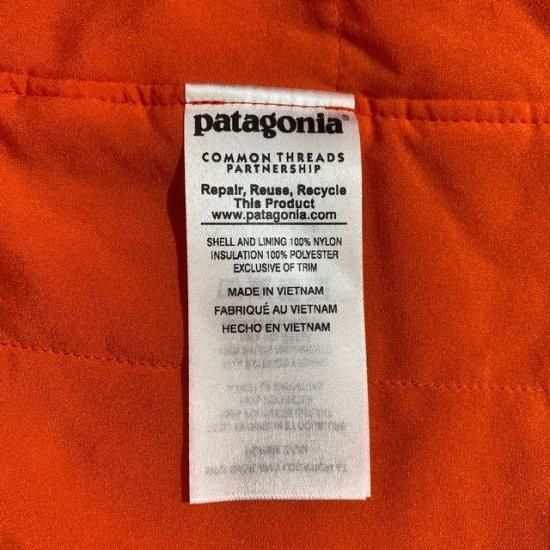 patagonia®
COMMON THREADS
PARTNERSHIP
Repair, Reuse, Recycle
This Product
www.patagonia.com
SHELL AND LINING 100% NYLON
INSULATION 100% POLYESTER
EXCLUSIVE OF TRIM
MADE IN VIETNAM
FABRIQUÉ AU VIETNAM
HECHO EN VIETNAM